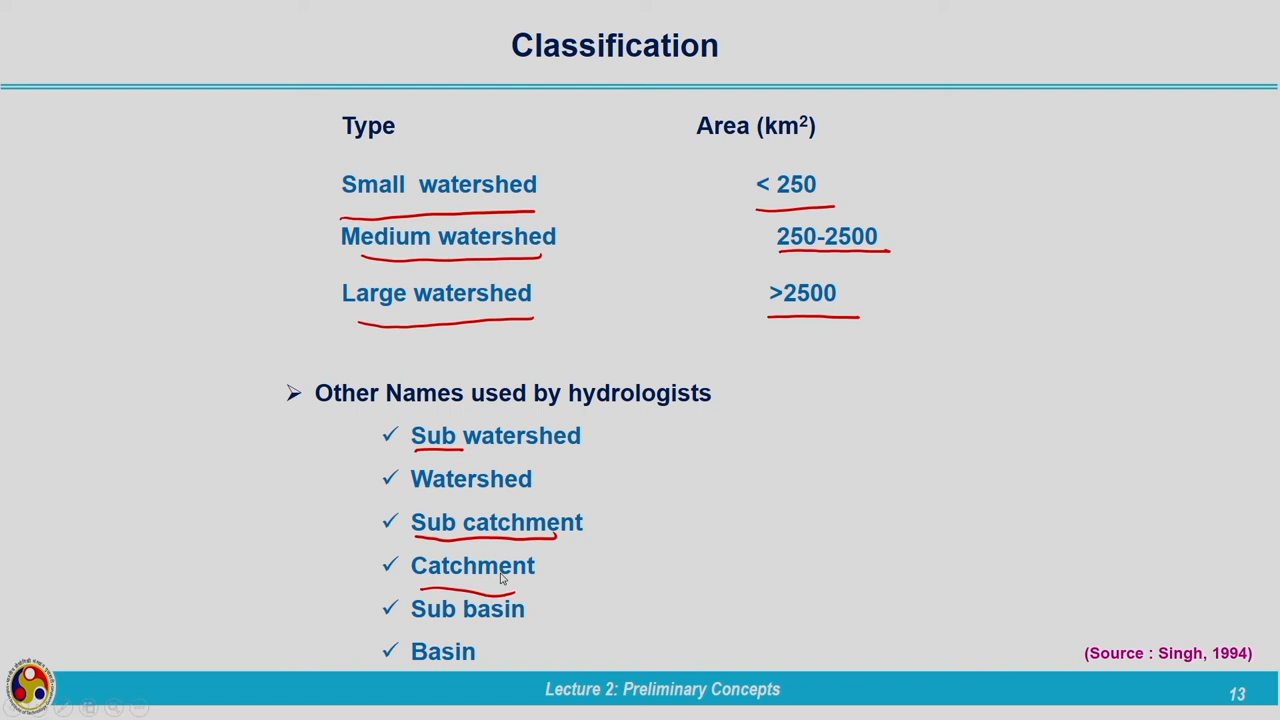 Classification
Type Area (km²)
Small watershed < 250
Medium watershed 250-2500
Large watershed >2500
➢ Other Names used by hydrologists
✓ Sub watershed
✓ Watershed
✓ Sub catchment
✓ Catchment
✓ Sub basin
✓ Basin
(Source : Singh, 1994)
Lecture 2: Preliminary Concepts
13